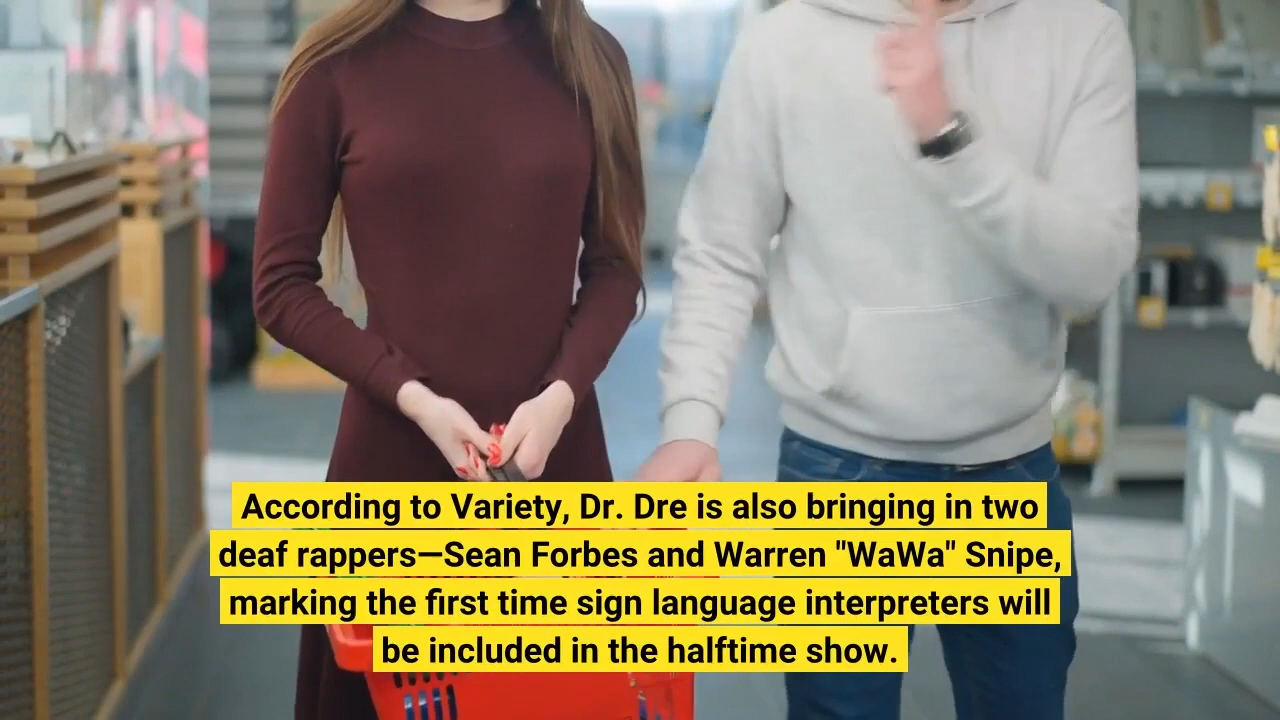 According to Variety, Dr. Dre is also bringing in two
deaf rappers—Sean Forbes and Warren "WaWa" Snipe,
marking the first time sign language interpreters will
be included in the halftime show.